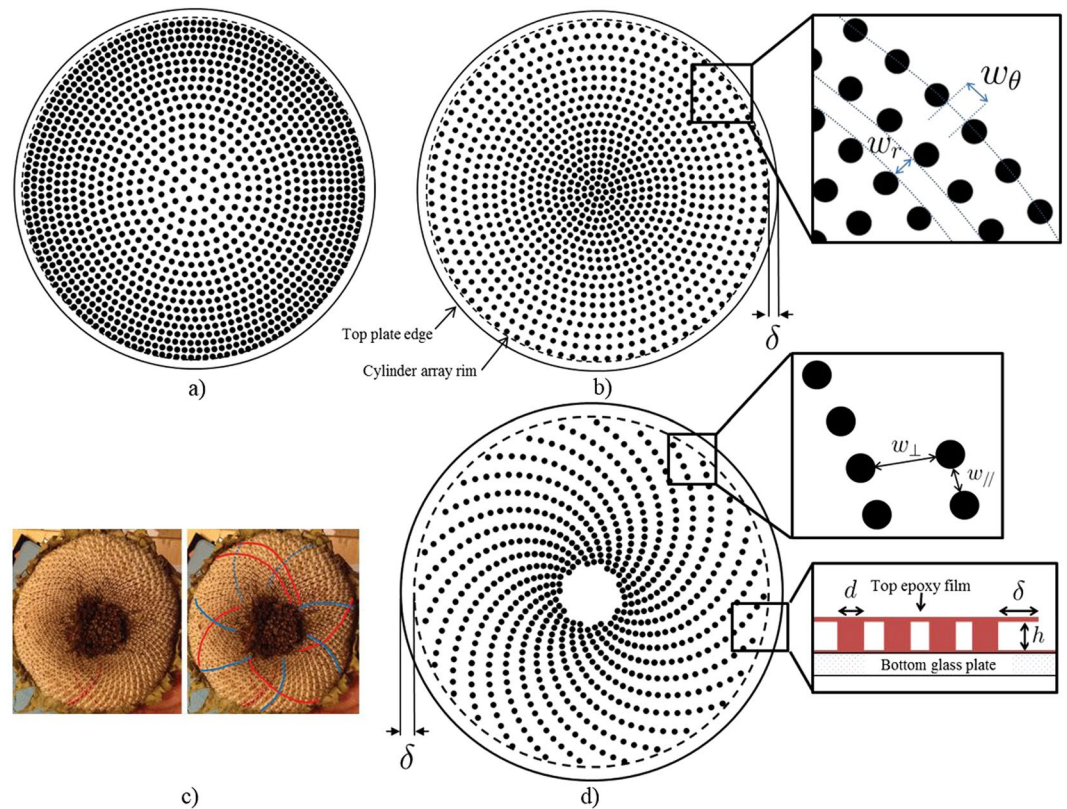 w_θ
w_r
δ
Top plate edge
Cylinder array rim
a)
b)
w_⊥
w_//
Top epoxy film
d
δ
h
Bottom glass plate
δ
c)
d)